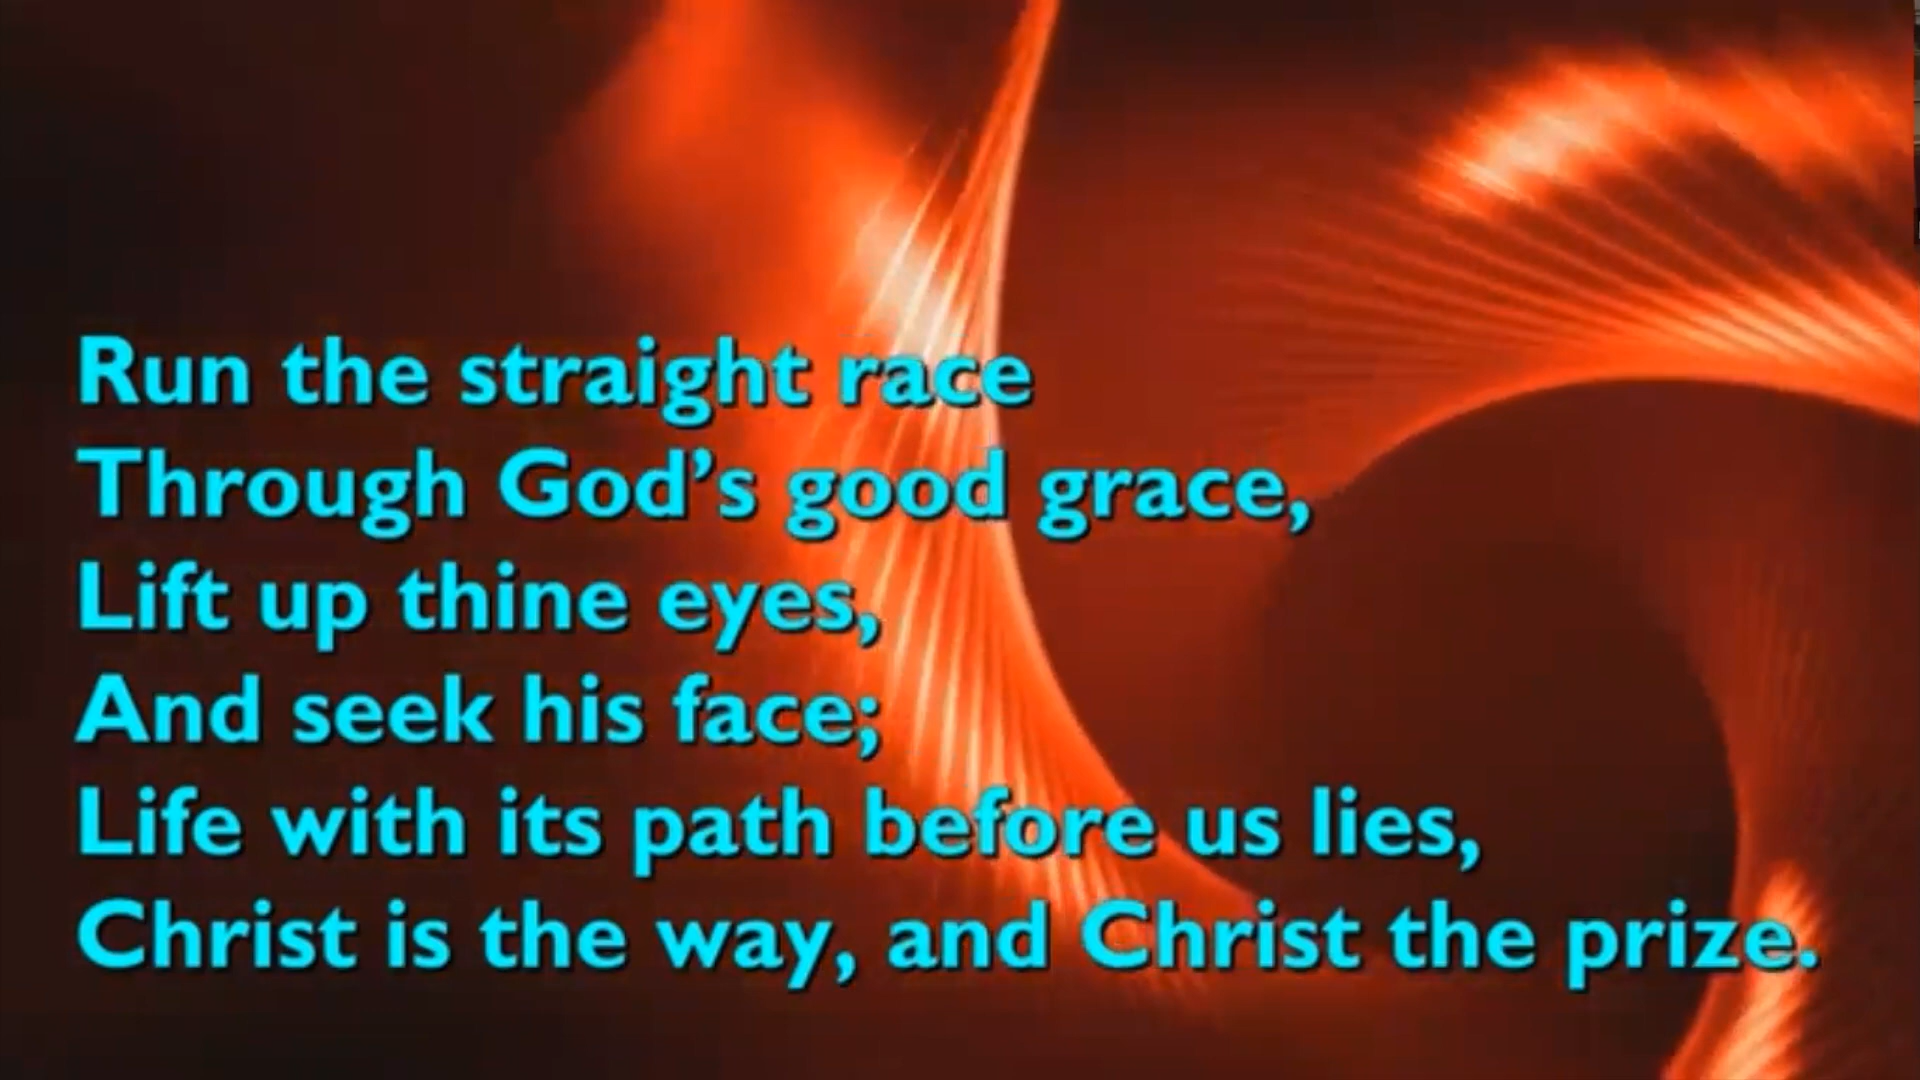 Run the straight race
Through God’s good grace,
Lift up thine eyes,
And seek his face;
Life with its path before us lies,
Christ is the way, and Christ the prize.